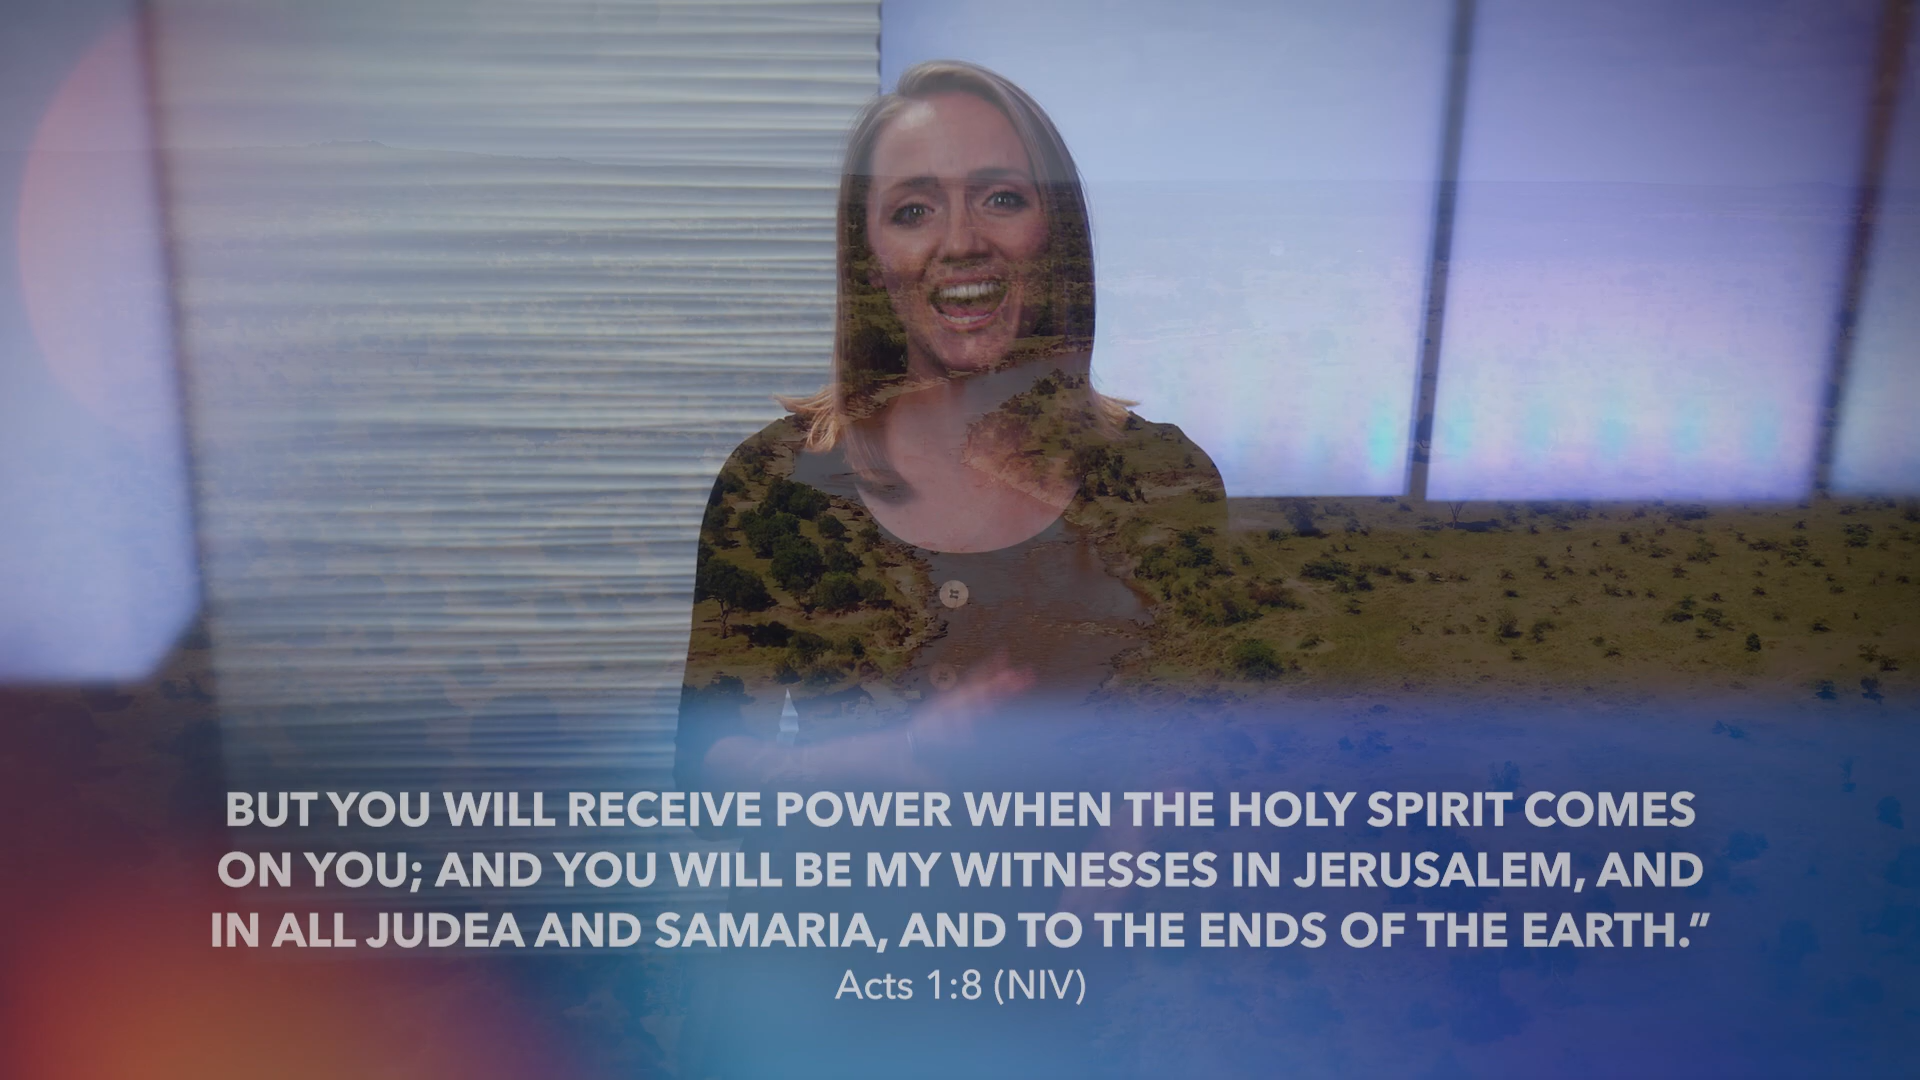 BUT YOU WILL RECEIVE POWER WHEN THE HOLY SPIRIT COMES
ON YOU; AND YOU WILL BE MY WITNESSES IN JERUSALEM, AND
IN ALL JUDEA AND SAMARIA, AND TO THE ENDS OF THE EARTH.”
Acts 1:8 (NIV)